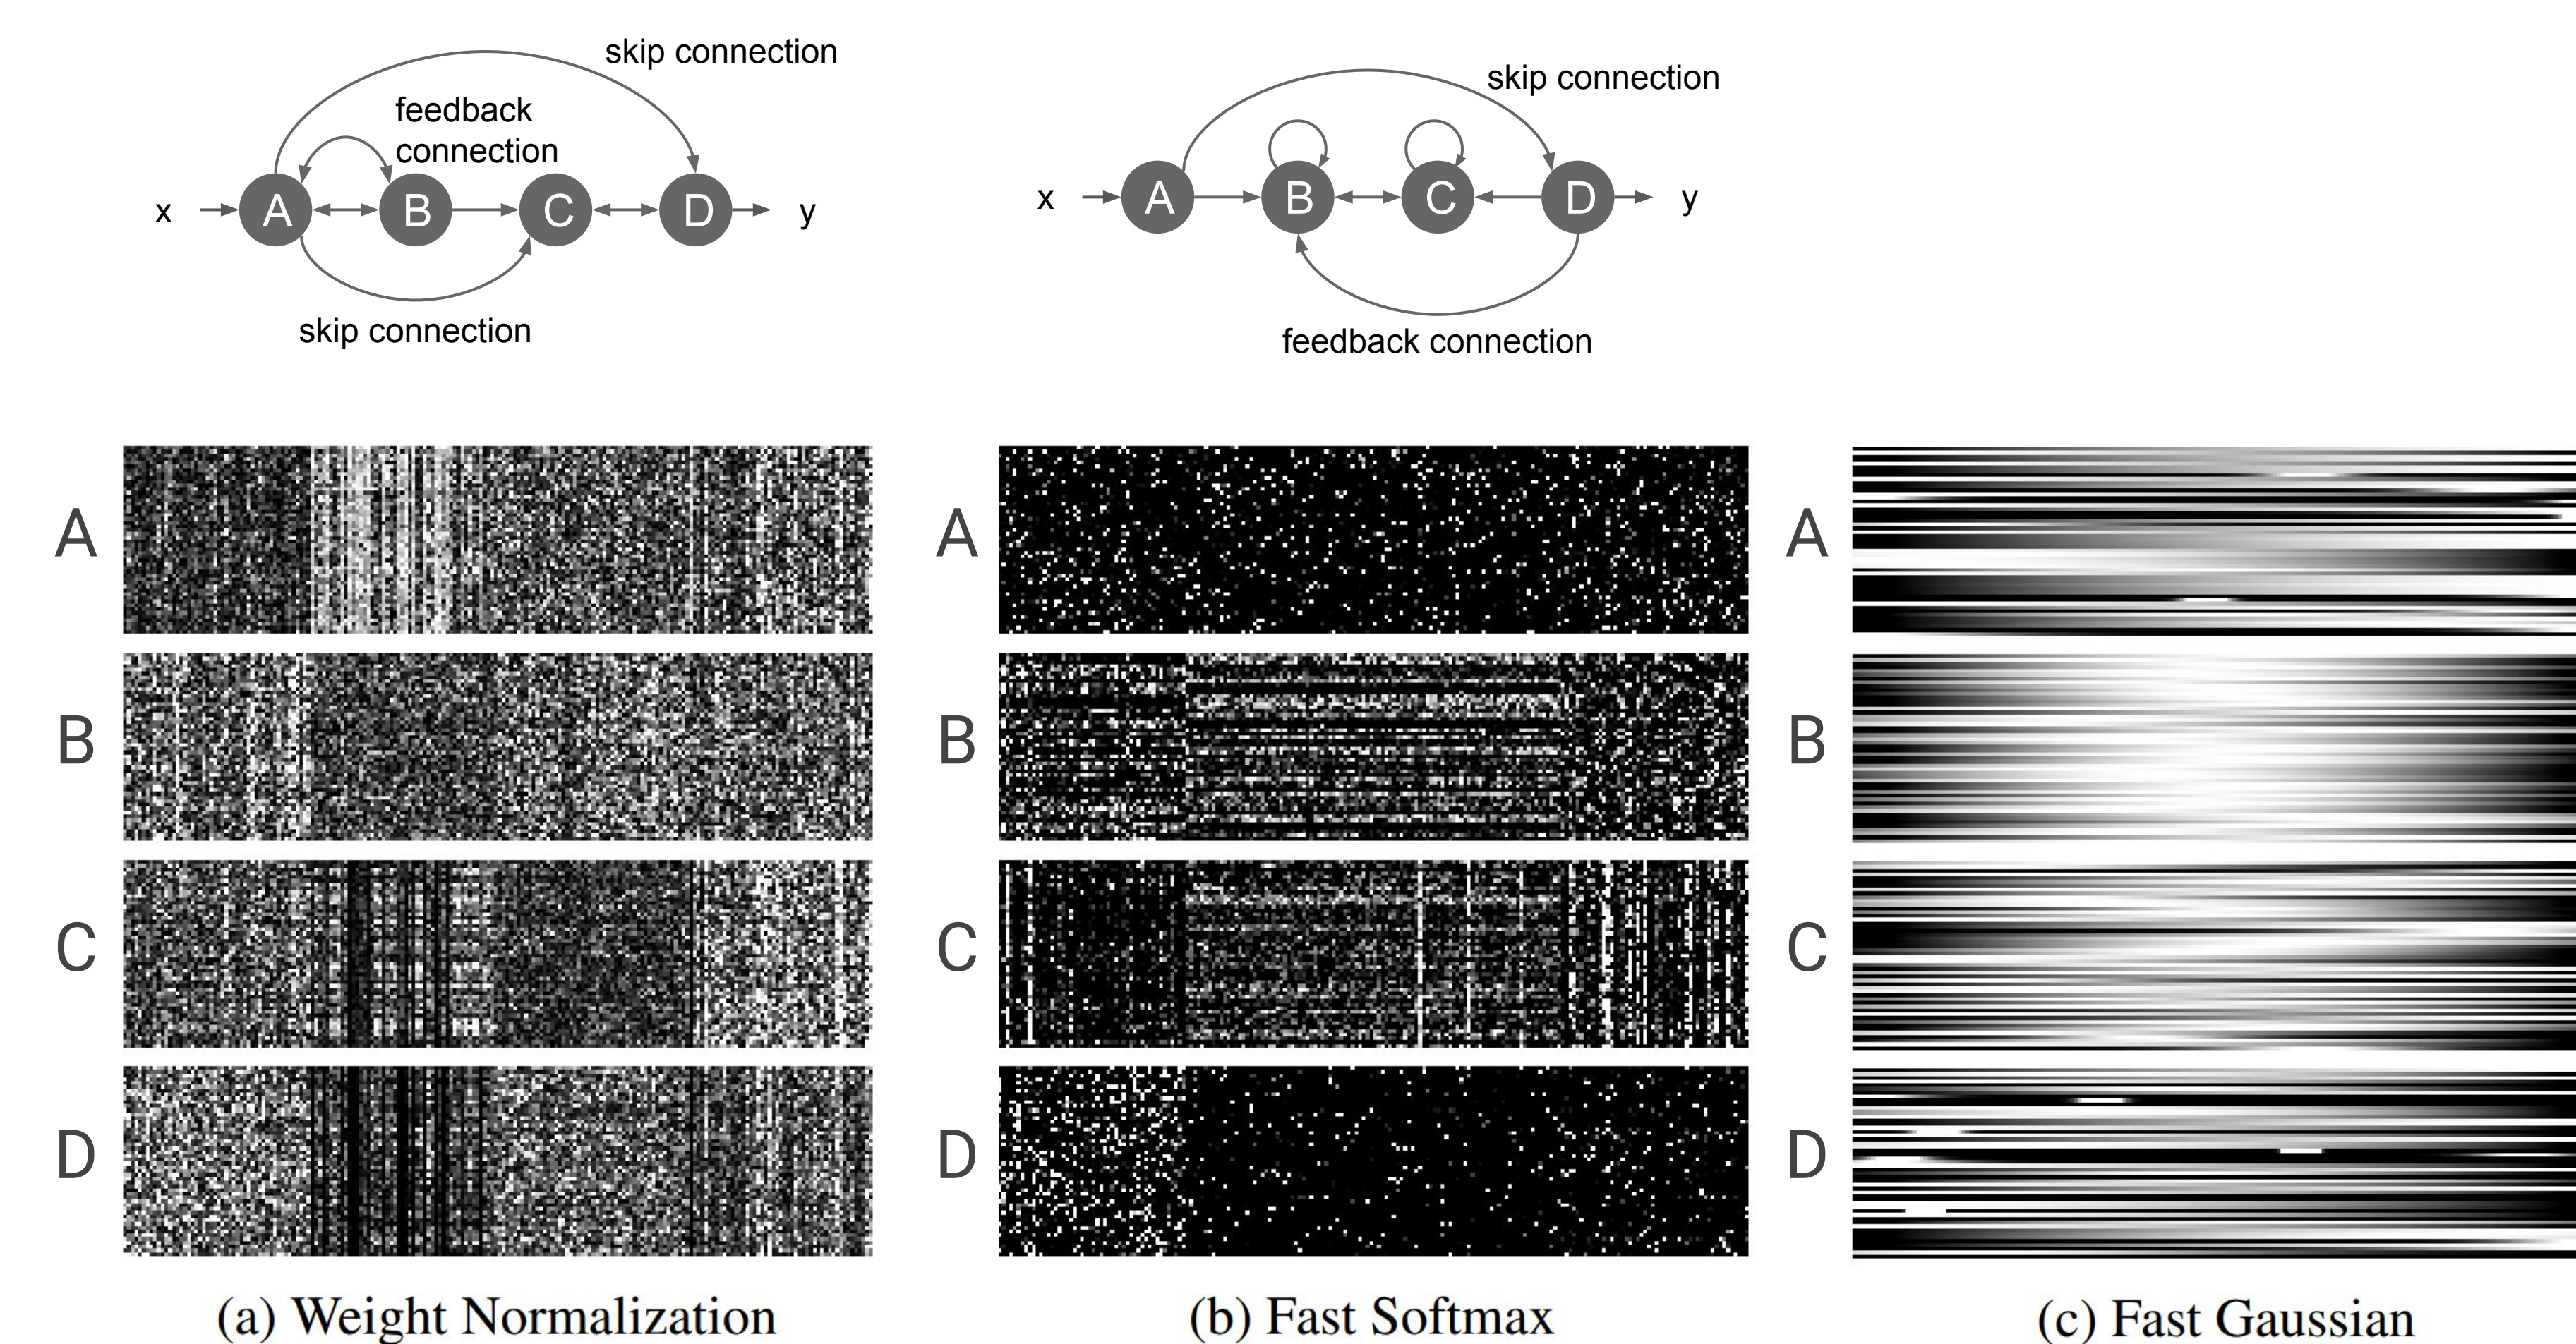 skip connection
feedback
connection
x A B C D y
skip connection
skip connection
x A B C D y
feedback connection
A A A
B B B
C C C
D D D
(a) Weight Normalization
(b) Fast Softmax
(c) Fast Gaussian